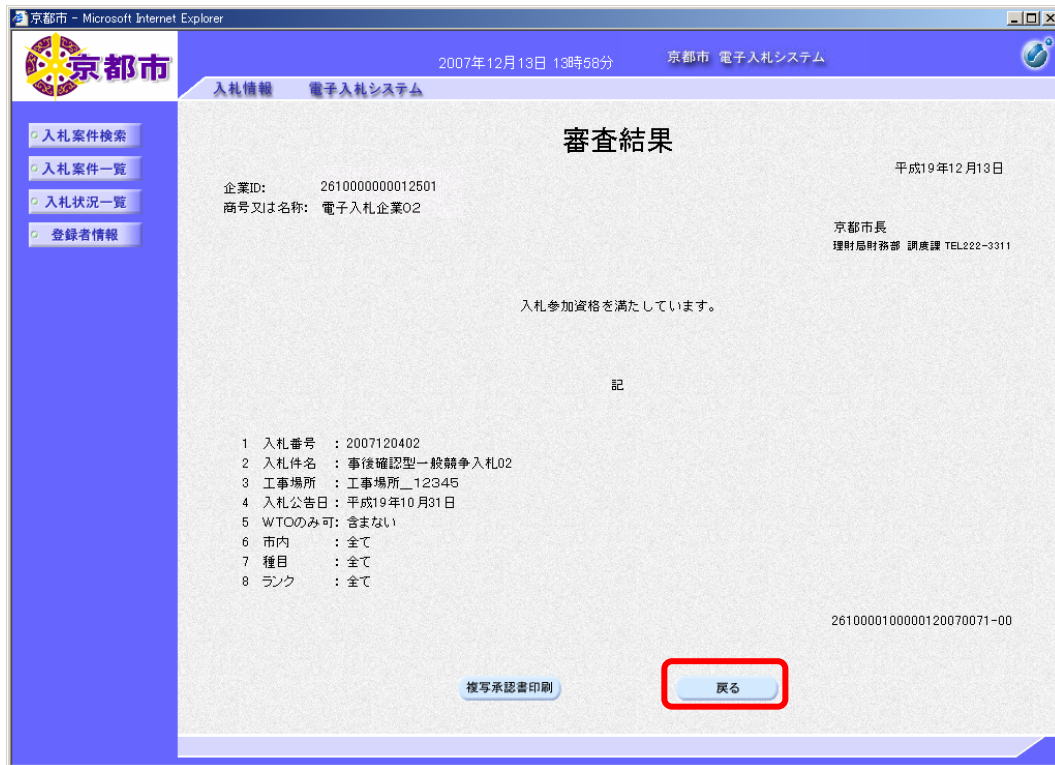 京都市 - Microsoft Internet Explorer
京都市
2007年12月13日 13時58分
京都市 電子入札システム
入札情報 電子入札システム
入札案件検索
入札案件一覧
入札状況一覧
登録者情報
審査結果
平成19年12月13日
企業ID: 2610000000012501
商号又は名称: 電子入札企業02
京都市長
理財局財務部 調度課 TEL222-3311
入札参加資格を満たしています。
記
1 入札番号 : 2007120402
2 入札件名 : 事後確認型一般競争入札02
3 工事場所 : 工事場所__12345
4 入札公告日 : 平成19年10月31日
5 WTOのみ可: 含まない
6 市内 : 全て
7 種目 : 全て
8 ランク : 全て
2610000100000120070071-00
複写承認書印刷
戻る